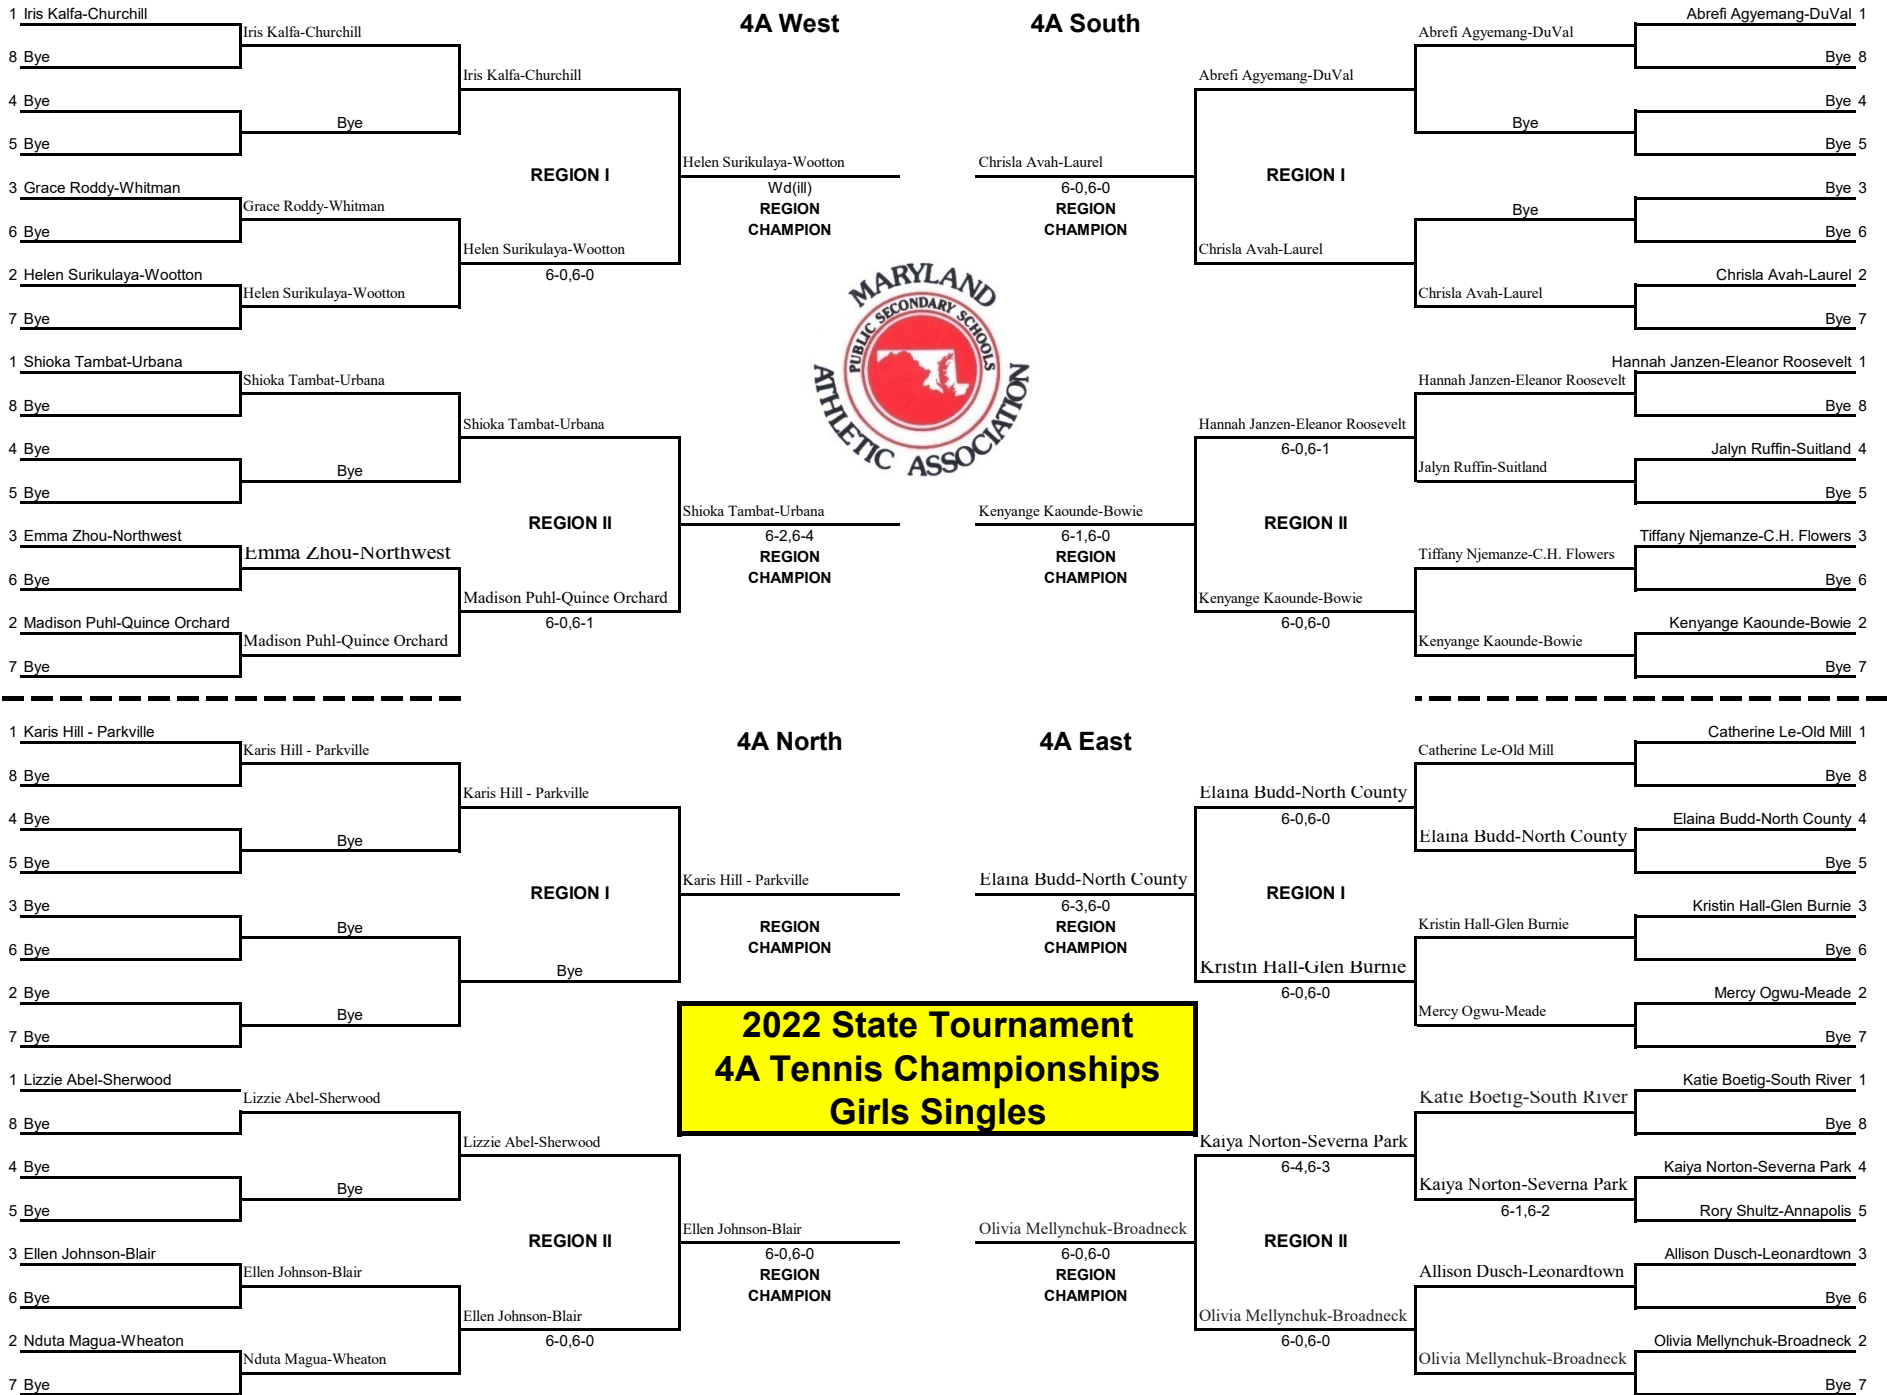 4A West
1 Iris Kalfa-Churchill
8 Bye
4 Bye
5 Bye
3 Grace Roddy-Whitman
6 Bye
2 Helen Surikulaya-Wootton
7 Bye
Iris Kalfa-Churchill
Bye
Grace Roddy-Whitman
Helen Surikulaya-Wootton
Iris Kalfa-Churchill
REGION I
Helen Surikulaya-Wootton
6-0,6-0
Helen Surikulaya-Wootton
Wd(ill)
REGION
CHAMPION
1 Shioka Tambat-Urbana
8 Bye
4 Bye
5 Bye
3 Emma Zhou-Northwest
6 Bye
2 Madison Puhl-Quince Orchard
7 Bye
Shioka Tambat-Urbana
Bye
Emma Zhou-Northwest
Madison Puhl-Quince Orchard
Shioka Tambat-Urbana
REGION II
Madison Puhl-Quince Orchard
6-0,6-1
Shioka Tambat-Urbana
6-2,6-4
REGION
CHAMPION
4A South
Abrefi Agyemang-DuVal 1
Bye 8
Bye 4
Bye 5
Bye 3
Bye 6
Chrisla Avah-Laurel 2
Bye 7
Abrefi Agyemang-DuVal
Bye
Bye
Chrisla Avah-Laurel
Abrefi Agyemang-DuVal
REGION I
Chrisla Avah-Laurel
Chrisla Avah-Laurel
6-0,6-0
REGION
CHAMPION
Hannah Janzen-Eleanor Roosevelt 1
Bye 8
Jalyn Ruffin-Suitland 4
Bye 5
Tiffany Njemanze-C.H. Flowers 3
Bye 6
Kenyange Kaounde-Bowie 2
Bye 7
Hannah Janzen-Eleanor Roosevelt
Jalyn Ruffin-Suitland
Tiffany Njemanze-C.H. Flowers
Kenyange Kaounde-Bowie
Hannah Janzen-Eleanor Roosevelt
6-0,6-1
REGION II
Kenyange Kaounde-Bowie
6-0,6-0
Kenyange Kaounde-Bowie
6-1,6-0
REGION
CHAMPION
MARYLAND
PUBLIC SECONDARY SCHOOLS
ATHLETIC ASSOCIATION
4A North
1 Karis Hill - Parkville
8 Bye
4 Bye
5 Bye
3 Bye
6 Bye
2 Bye
7 Bye
Karis Hill - Parkville
Bye
Bye
Bye
Karis Hill - Parkville
REGION I
Bye
Karis Hill - Parkville
REGION
CHAMPION
1 Lizzie Abel-Sherwood
8 Bye
4 Bye
5 Bye
3 Ellen Johnson-Blair
6 Bye
2 Nduta Magua-Wheaton
7 Bye
Lizzie Abel-Sherwood
Bye
Ellen Johnson-Blair
Nduta Magua-Wheaton
Lizzie Abel-Sherwood
REGION II
Ellen Johnson-Blair
6-0,6-0
Ellen Johnson-Blair
6-0,6-0
REGION
CHAMPION
4A East
Catherine Le-Old Mill 1
Bye 8
Elaina Budd-North County 4
Bye 5
Kristin Hall-Glen Burnie 3
Bye 6
Mercy Ogwu-Meade 2
Bye 7
Catherine Le-Old Mill
Elaina Budd-North County
Kristin Hall-Glen Burnie
Mercy Ogwu-Meade
Elaina Budd-North County
6-0,6-0
REGION I
Kristin Hall-Glen Burnie
6-0,6-0
Elaina Budd-North County
6-3,6-0
REGION
CHAMPION
Katie Boetig-South River 1
Bye 8
Kaiya Norton-Severna Park 4
Rory Shultz-Annapolis 5
Allison Dusch-Leonardtown 3
Bye 6
Olivia Mellynchuk-Broadneck 2
Bye 7
Katie Boetig-South River
Kaiya Norton-Severna Park
6-1,6-2
Allison Dusch-Leonardtown
Olivia Mellynchuk-Broadneck
Kaiya Norton-Severna Park
6-4,6-3
REGION II
Olivia Mellynchuk-Broadneck
6-0,6-0
Olivia Mellynchuk-Broadneck
6-0,6-0
REGION
CHAMPION
2022 State Tournament
4A Tennis Championships
Girls Singles